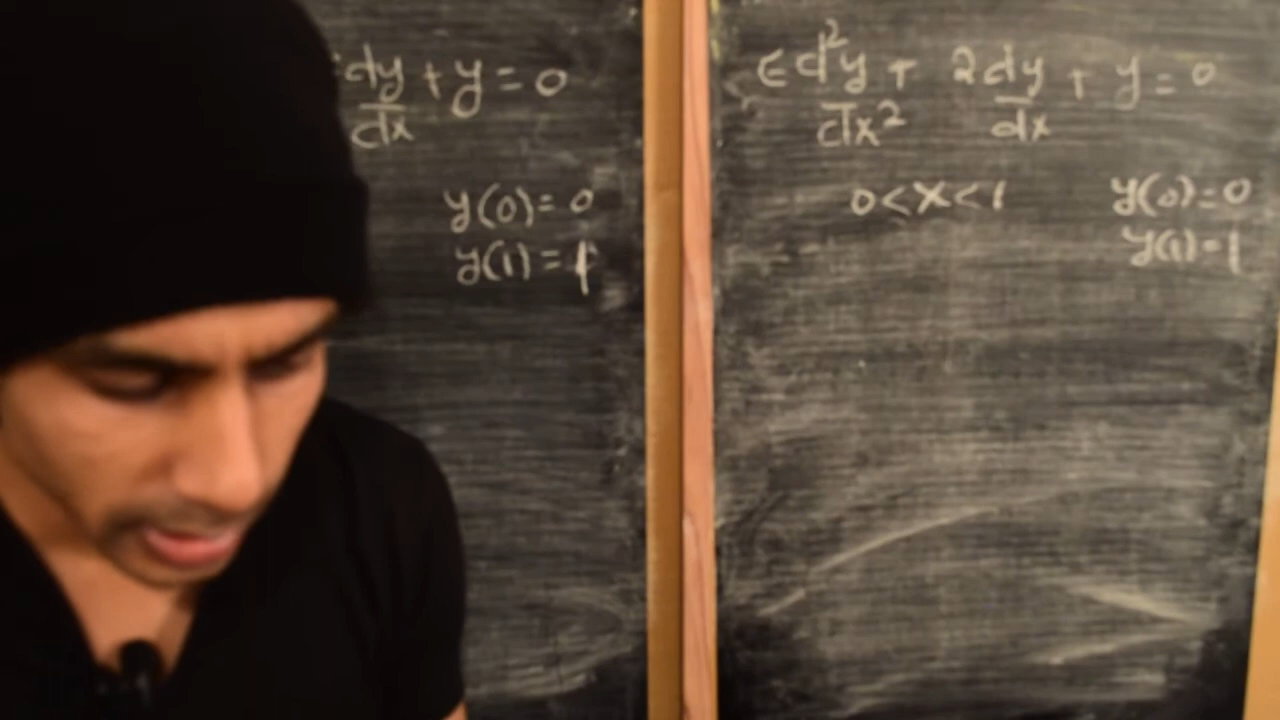 dy/dx + y = 0
y(0) = 0
y(1) = 1
ϵ d²y/dx² + 2 dy/dx + y = 0
0 < x < 1 y(0) = 0
y(1) = 1